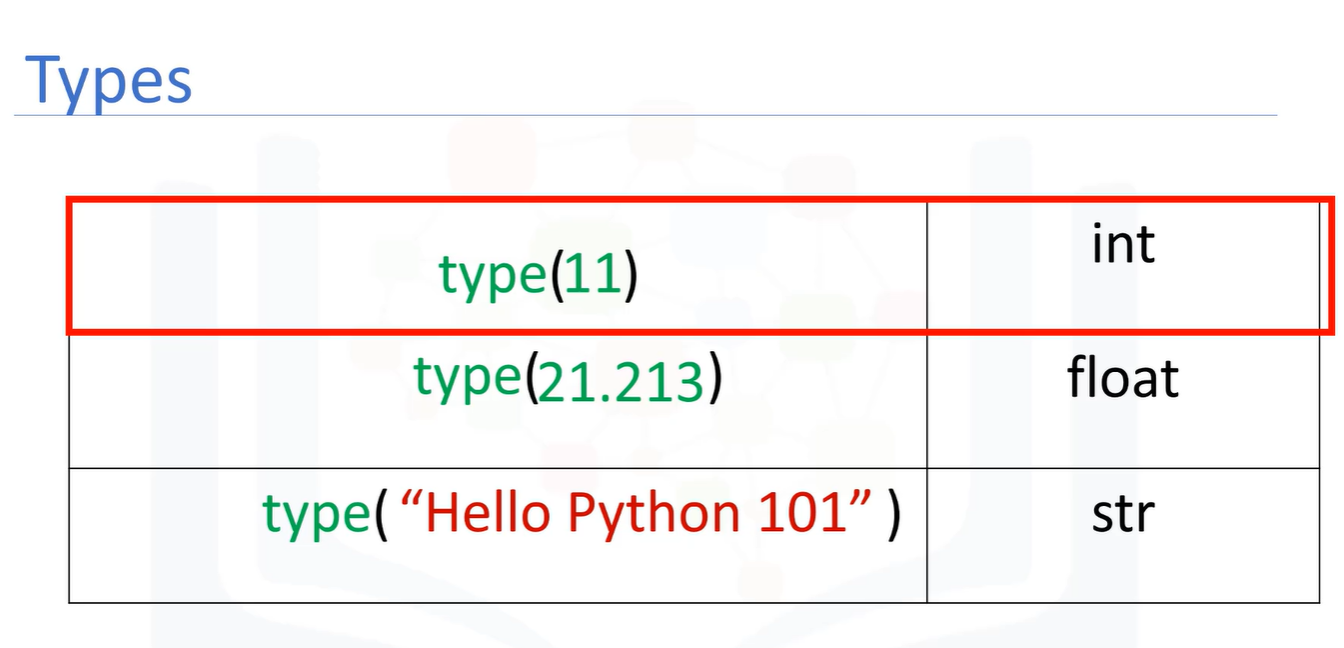 Types
type(11)
int
type(21.213)
float
type( “Hello Python 101” )
str